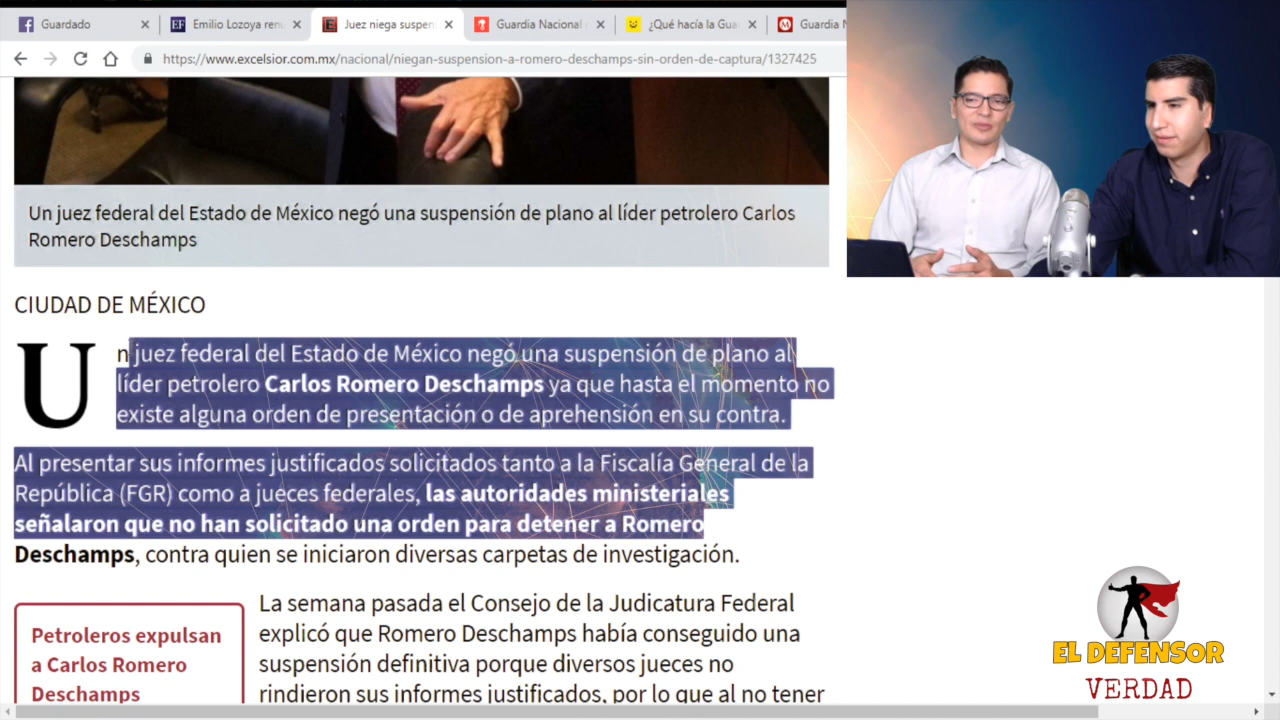 Guardado
Emilio Lozoya ren
Juez niega suspen
Guardia Nacional
¿Qué hacía la Gua
Guardia N
https://www.excelsior.com.mx/nacional/niegan-suspension-a-romero-deschamps-sin-orden-de-captura/1327425
Un juez federal del Estado de México negó una suspensión de plano al líder petrolero Carlos
Romero Deschamps
CIUDAD DE MÉXICO
Un juez federal del Estado de México negó una suspensión de plano al
líder petrolero Carlos Romero Deschamps ya que hasta el momento no
existe alguna orden de presentación o de aprehensión en su contra.
Al presentar sus informes justificados solicitados tanto a la Fiscalía General de la
República (FGR) como a jueces federales, las autoridades ministeriales
señalaron que no han solicitado una orden para detener a Romero
Deschamps, contra quien se iniciaron diversas carpetas de investigación.
Petroleros expulsan
a Carlos Romero
Deschamps
La semana pasada el Consejo de la Judicatura Federal
explicó que Romero Deschamps había conseguido una
suspensión definitiva porque diversos jueces no
rindieron sus informes justificados, por lo que al no tener
EL DEFENSOR
VERDAD